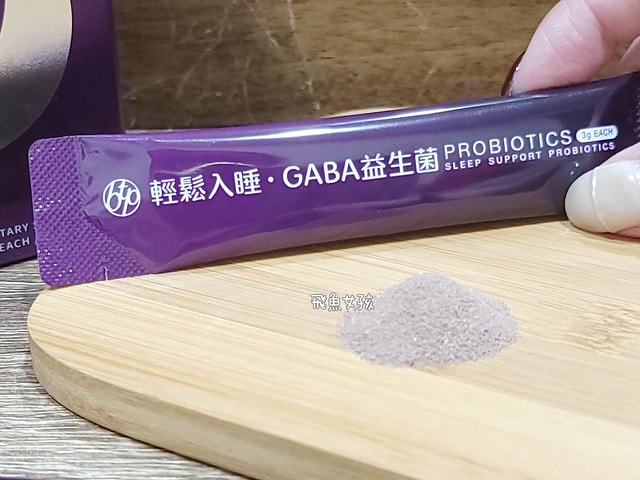 btp 輕鬆入睡·GABA益生菌 PROBIOTICS 3g EACH
SLEEP SUPPORT PROBIOTICS
TARY
EACH
飛魚女孩